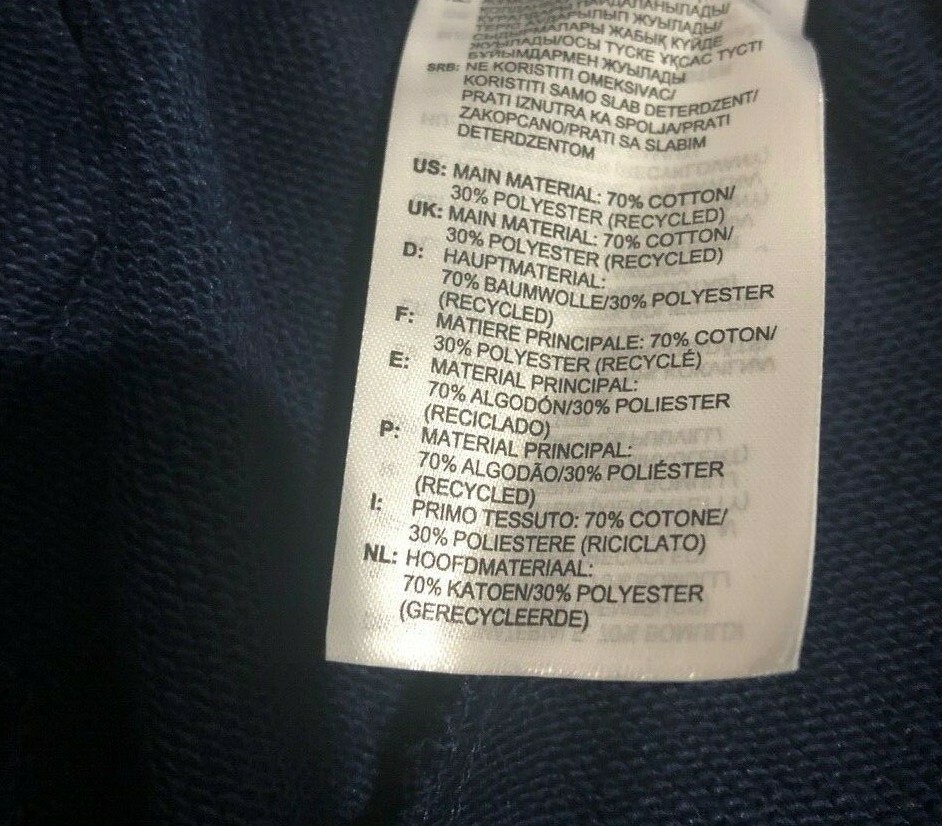 ЖУЫЛАДЫ/ОСЫ ТҮСКЕ ҰҚСАС ТҮСТІ
БҰЙЫМДАРМЕН ЖУЫЛАДЫ
SRB: NE KORISTITI OMEKSIVAC/
KORISTITI SAMO SLAB DETERDZENT/
PRATI IZNUTRA KA SPOLJA/PRATI
ZAKOPCANO/PRATI SA SLABIM
DETERDZENTOM
US: MAIN MATERIAL: 70% COTTON/
30% POLYESTER (RECYCLED)
UK: MAIN MATERIAL: 70% COTTON/
30% POLYESTER (RECYCLED)
D: HAUPTMATERIAL:
70% BAUMWOLLE/30% POLYESTER
(RECYCLED)
F: MATIERE PRINCIPALE: 70% COTON/
30% POLYESTER (RECYCLÉ)
E: MATERIAL PRINCIPAL:
70% ALGODÓN/30% POLIESTER
(RECICLADO)
P: MATERIAL PRINCIPAL:
70% ALGODÃO/30% POLIÉSTER
(RECYCLED)
I: PRIMO TESSUTO: 70% COTONE/
30% POLIESTERE (RICICLATO)
NL: HOOFDMATERIAAL:
70% KATOEN/30% POLYESTER
(GERECYCLEERDE)